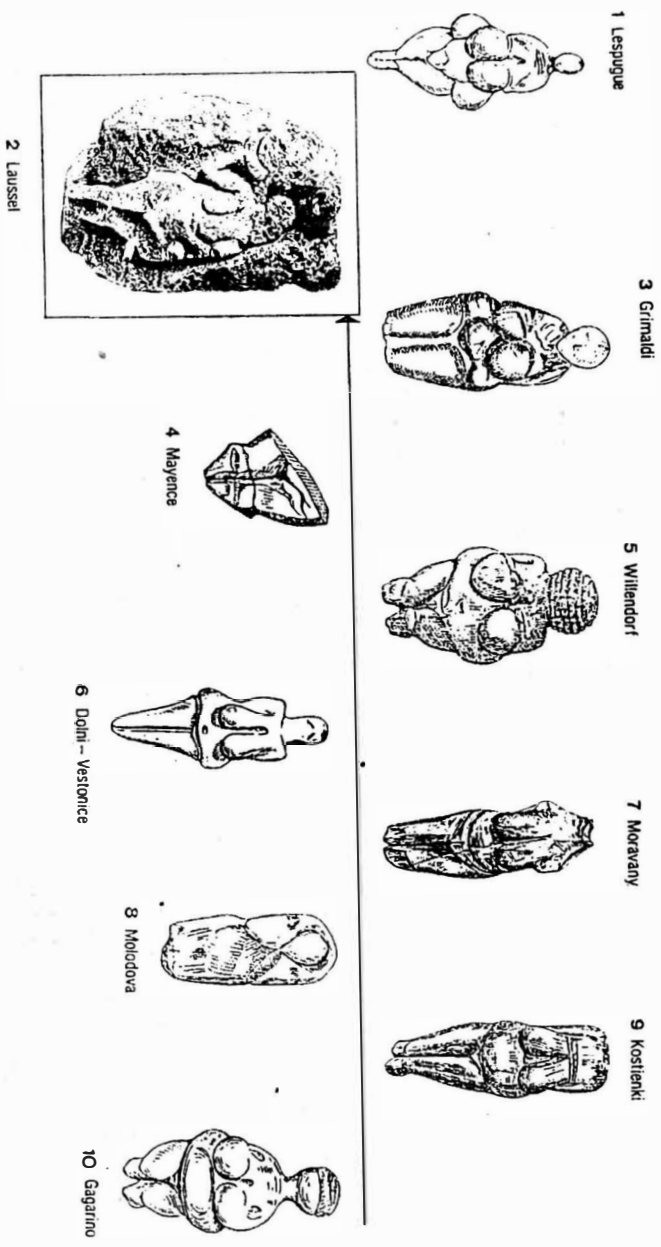 1 Lespugue
2 Laussel
3 Grimaldi
4 Mayence
5 Willendorf
6 Dolni – Vestonice
7 Moravany
8 Molodova
9 Kostienki
10 Gagarino